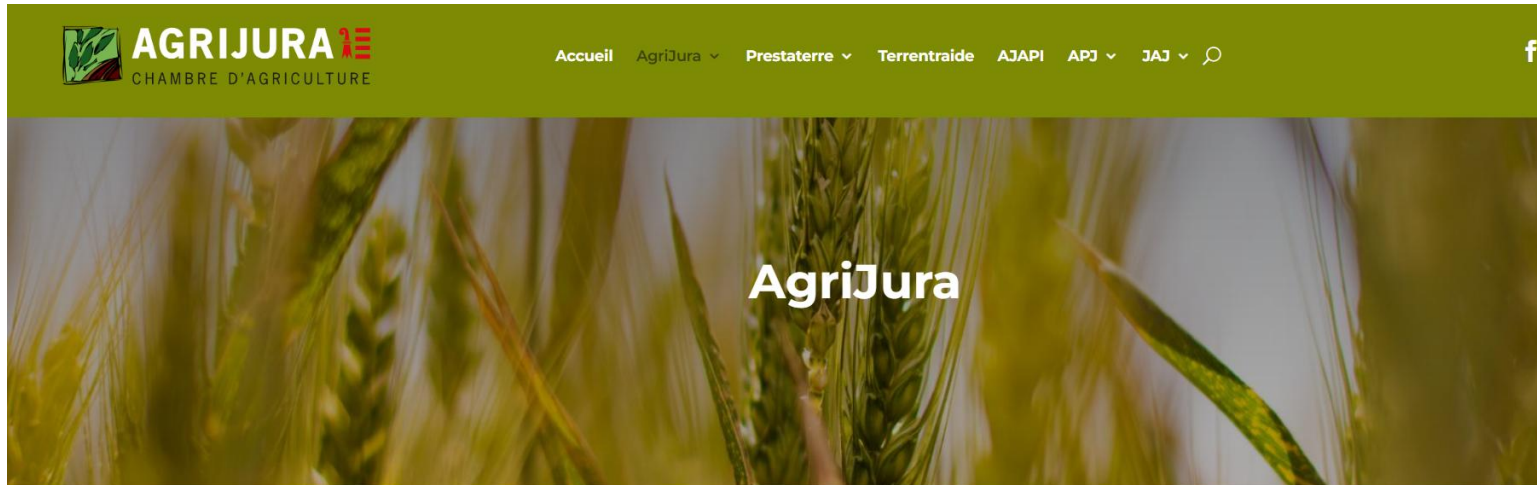 AGRIJURA
CHAMBRE D'AGRICULTURE
Accueil AgriJura Prestaterre Terrentraide AJAPI APJ JAJ
f
AgriJura